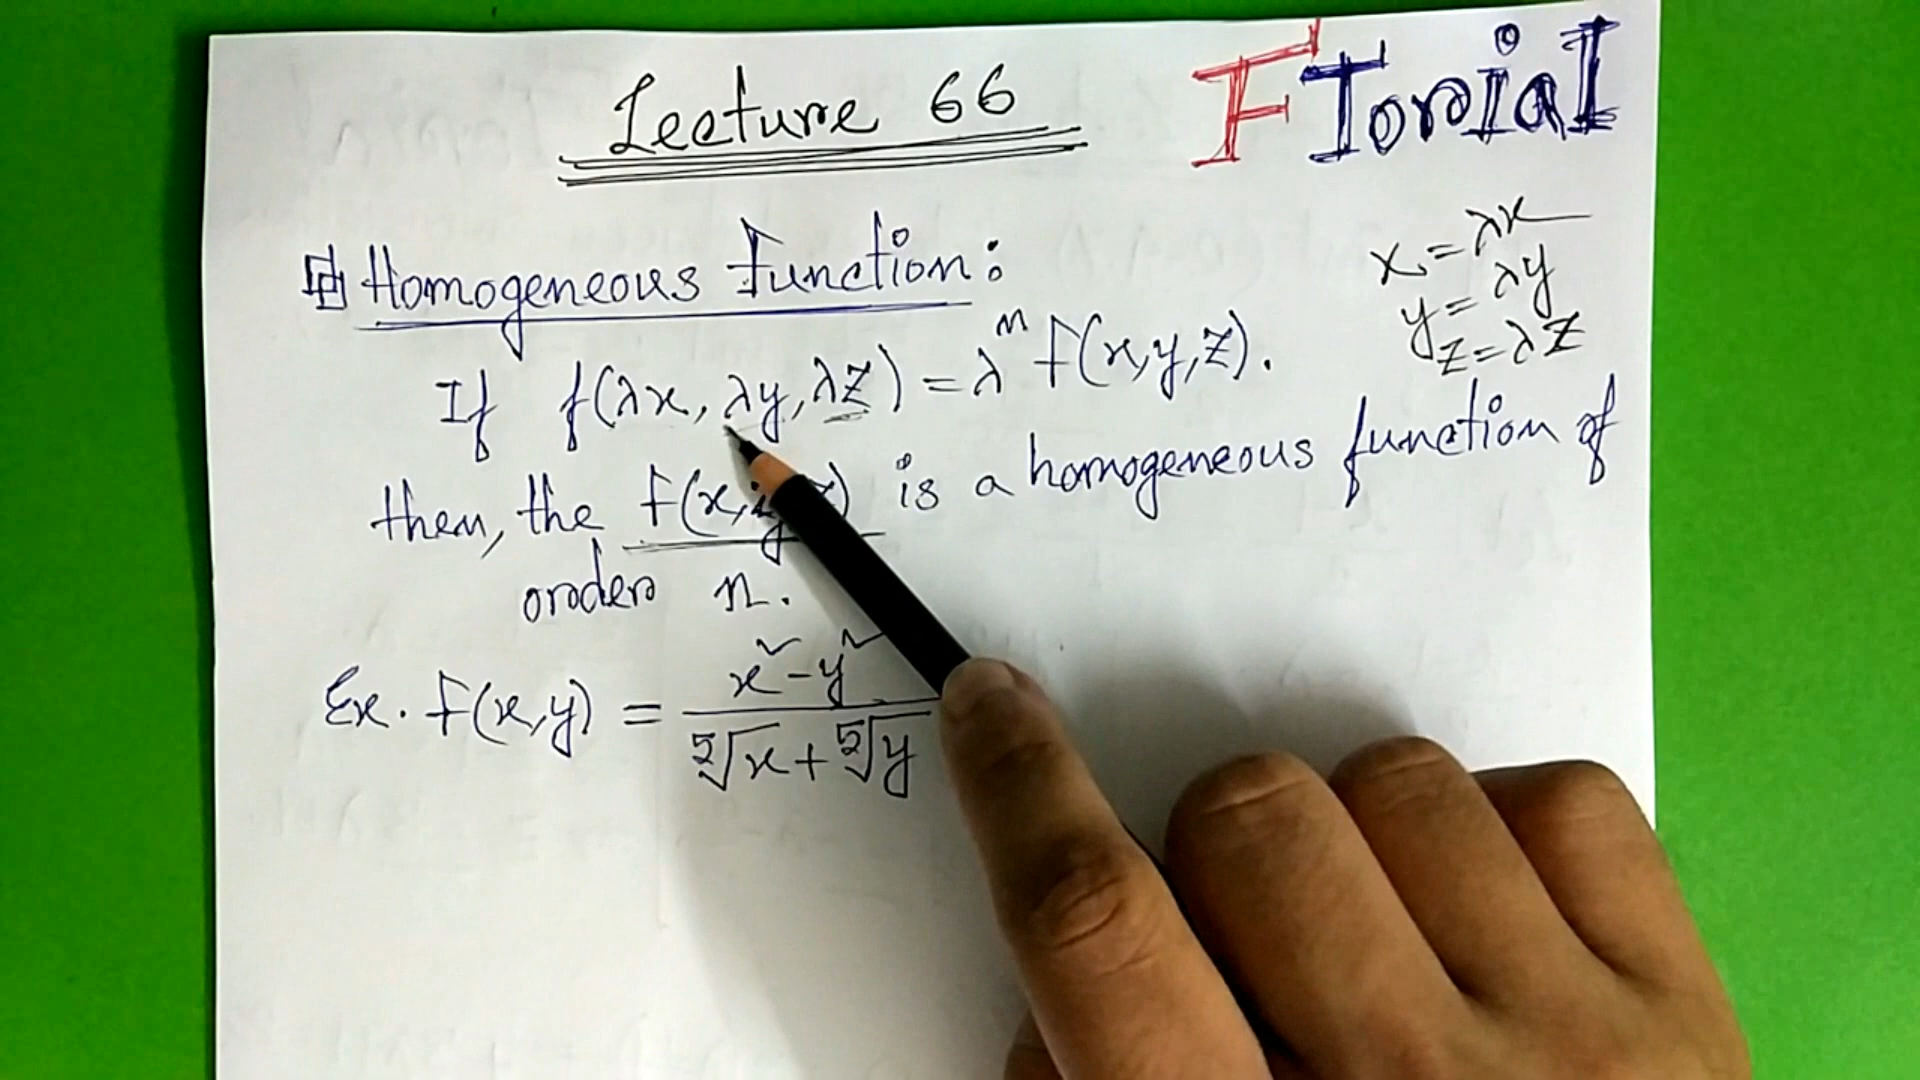 Lecture 66
FTorial
Homogeneous Function:
x = λx
y = λy
z = λz
If f(λx, λy, λz) = λⁿ f(x,y,z).
then, the f(x,y,z) is a homogeneous function of
order n.
Ex. f(x,y) = (x² - y²) / (⁵√x + ⁵√y)